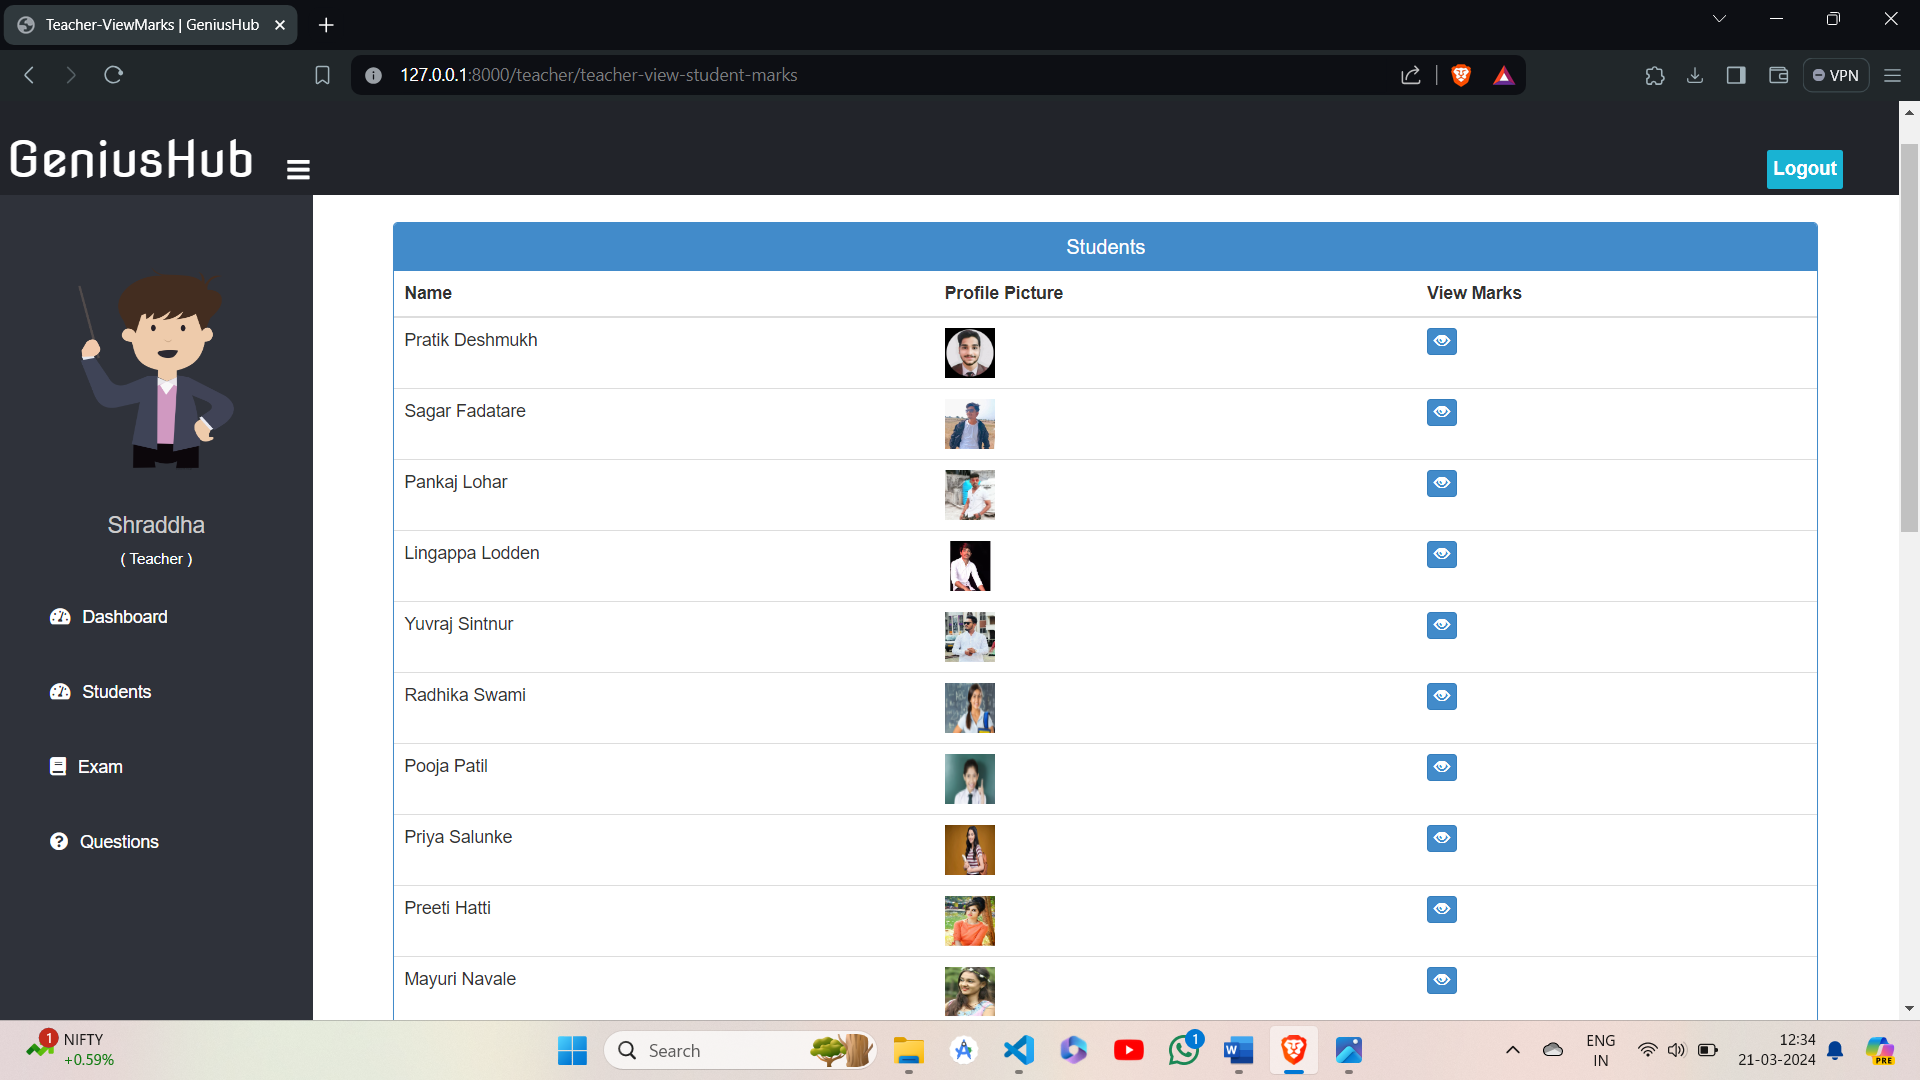 Teacher-ViewMarks | GeniusHub
127.0.0.1:8000/teacher/teacher-view-student-marks
VPN
GeniusHub
Logout
Shraddha
( Teacher )
Dashboard
Students
Exam
Questions
Students
Name Profile Picture View Marks
Pratik Deshmukh
Sagar Fadatare
Pankaj Lohar
Lingappa Lodden
Yuvraj Sintnur
Radhika Swami
Pooja Patil
Priya Salunke
Preeti Hatti
Mayuri Navale
1
NIFTY
+0.59%
Search
1
W
ENG
IN
12:34
21-03-2024
PRE